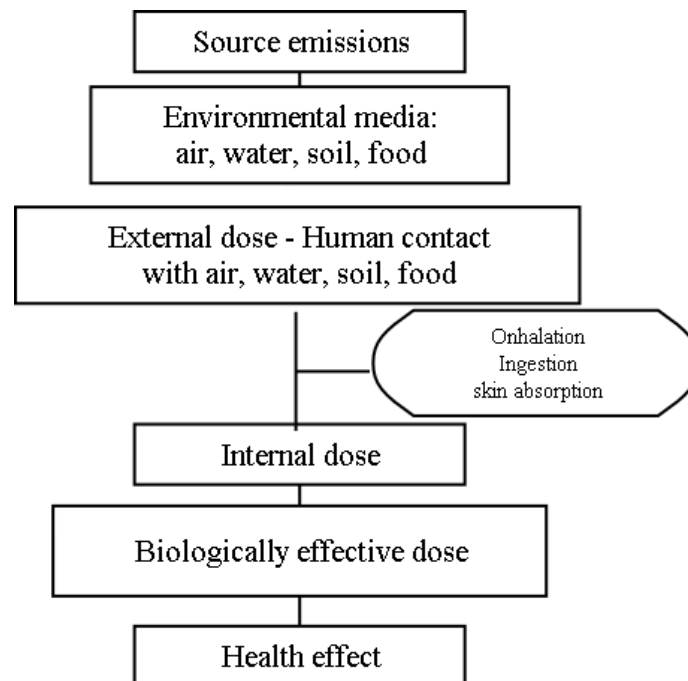 Source emissions
Environmental media:
air, water, soil, food
External dose - Human contact
with air, water, soil, food
Onhalation
Ingestion
skin absorption
Internal dose
Biologically effective dose
Health effect